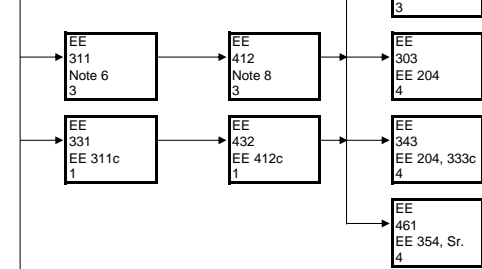 3
EE
311
Note 6
3
EE
412
Note 8
3
EE
303
EE 204
4
EE
331
EE 311c
1
EE
432
EE 412c
1
EE
343
EE 204, 333c
4
EE
461
EE 354, Sr.
4